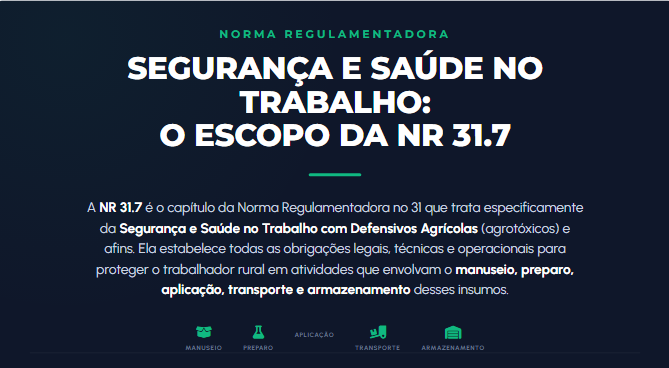 NORMA REGULAMENTADORA
SEGURANÇA E SAÚDE NO
TRABALHO:
O ESCOPO DA NR 31.7
A NR 31.7 é o capítulo da Norma Regulamentadora no 31 que trata especificamente
da Segurança e Saúde no Trabalho com Defensivos Agrícolas (agrotóxicos) e
afins. Ela estabelece todas as obrigações legais, técnicas e operacionais para
proteger o trabalhador rural em atividades que envolvam o manuseio, preparo,
aplicação, transporte e armazenamento desses insumos.
MANUSEIO PREPARO APLICAÇÃO TRANSPORTE ARMAZENAMENTO